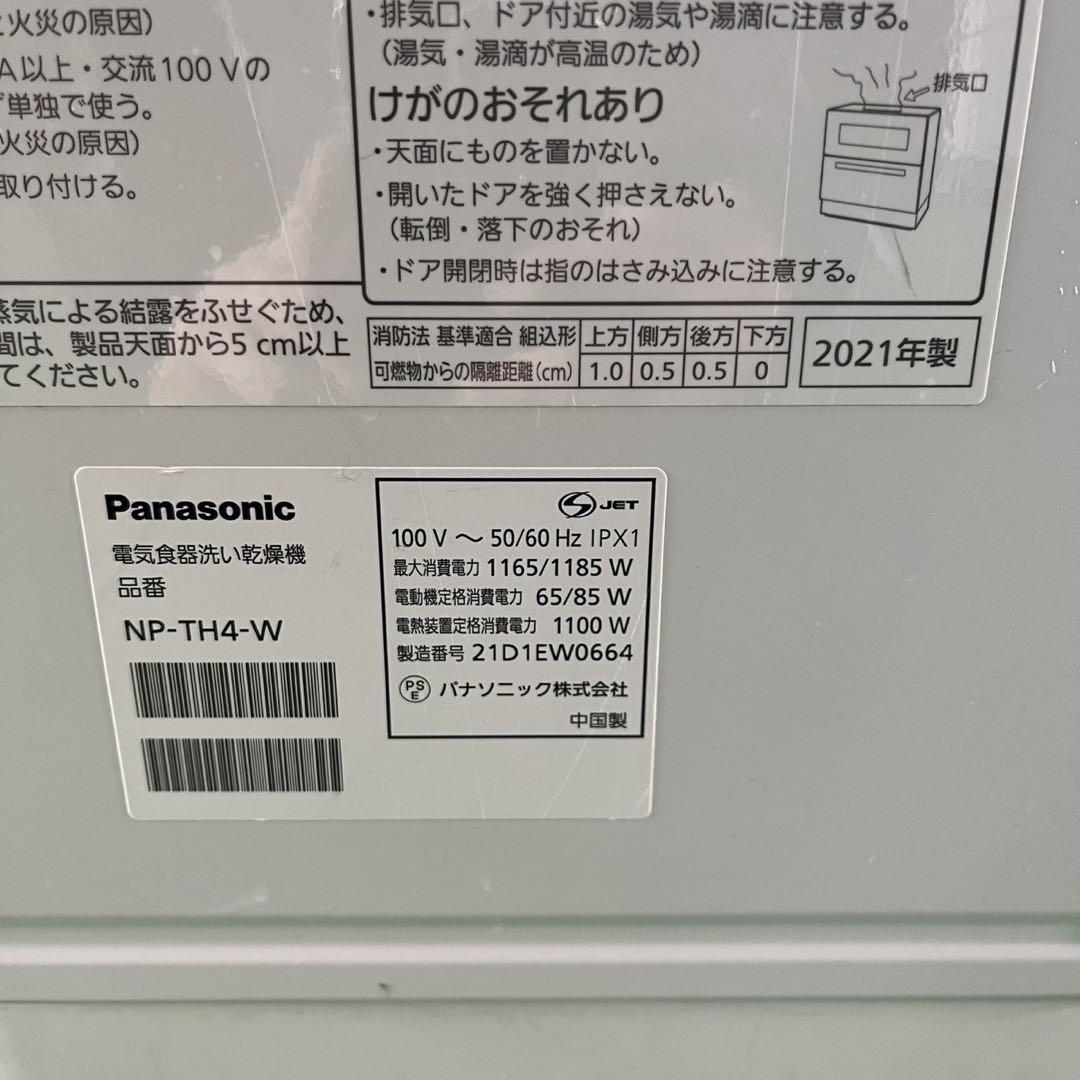 と火災の原因)
A以上・交流100 Vの
ず単独で使う。
火災の原因)
取り付ける。
・排気口、ドア付近の湯気や湯滴に注意する。
(湯気・湯滴が高温のため)
けがのおそれあり
・天面にものを置かない。
・開いたドアを強く押さえない。
(転倒・落下のおそれ)
・ドア開閉時は指のはさみ込みに注意する。
排気口
蒸気による結露をふせぐため、
間は、製品天面から5 cm以上
てください。
消防法 基準適合 組込形 上方 側方 後方 下方
可燃物からの隔離距離(cm) 1.0 0.5 0.5 0
2021年製
Panasonic
電気食器洗い乾燥機
品番
NP-TH4-W
S JET
100 V ～ 50/60 Hz IPX1
最大消費電力 1165/1185 W
電動機定格消費電力 65/85 W
電熱装置定格消費電力 1100 W
製造番号 21D1EW0664
PSE パナソニック株式会社
中国製